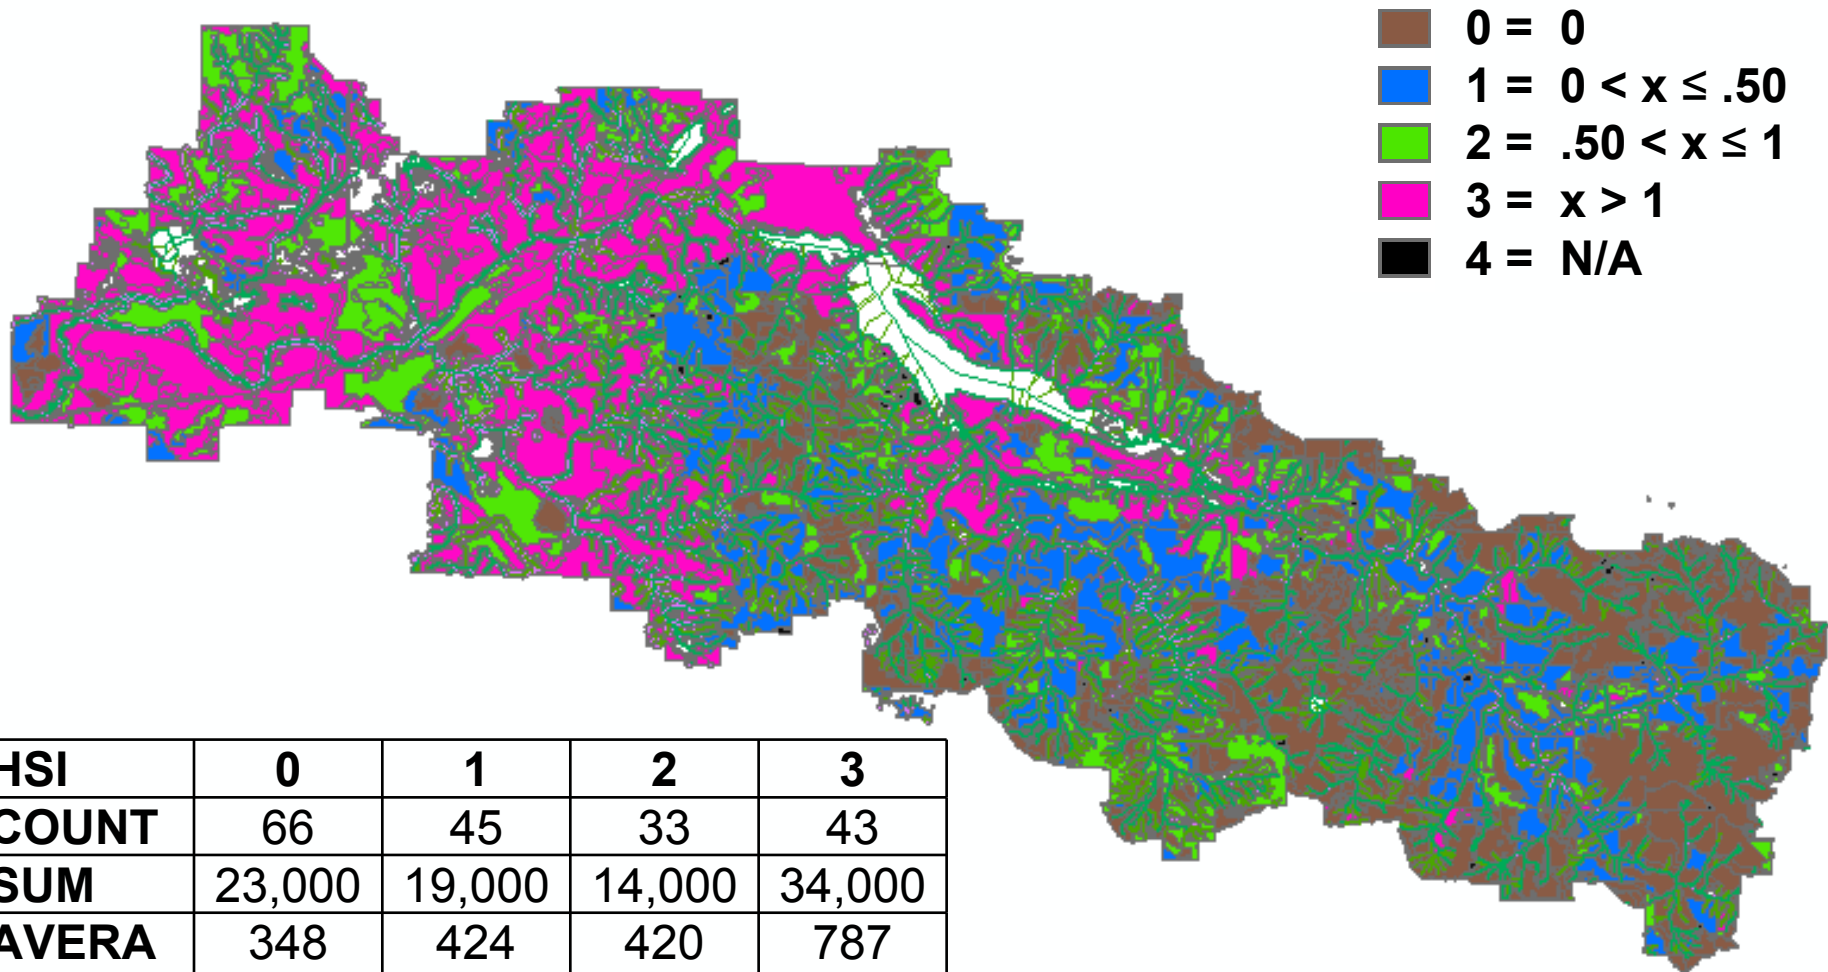 0 = 0
1 = 0 < x ≤ .50
2 = .50 < x ≤ 1
3 = x > 1
4 = N/A
HSI 0 1 2 3
COUNT 66 45 33 43
SUM 23,000 19,000 14,000 34,000
AVERA 348 424 420 787